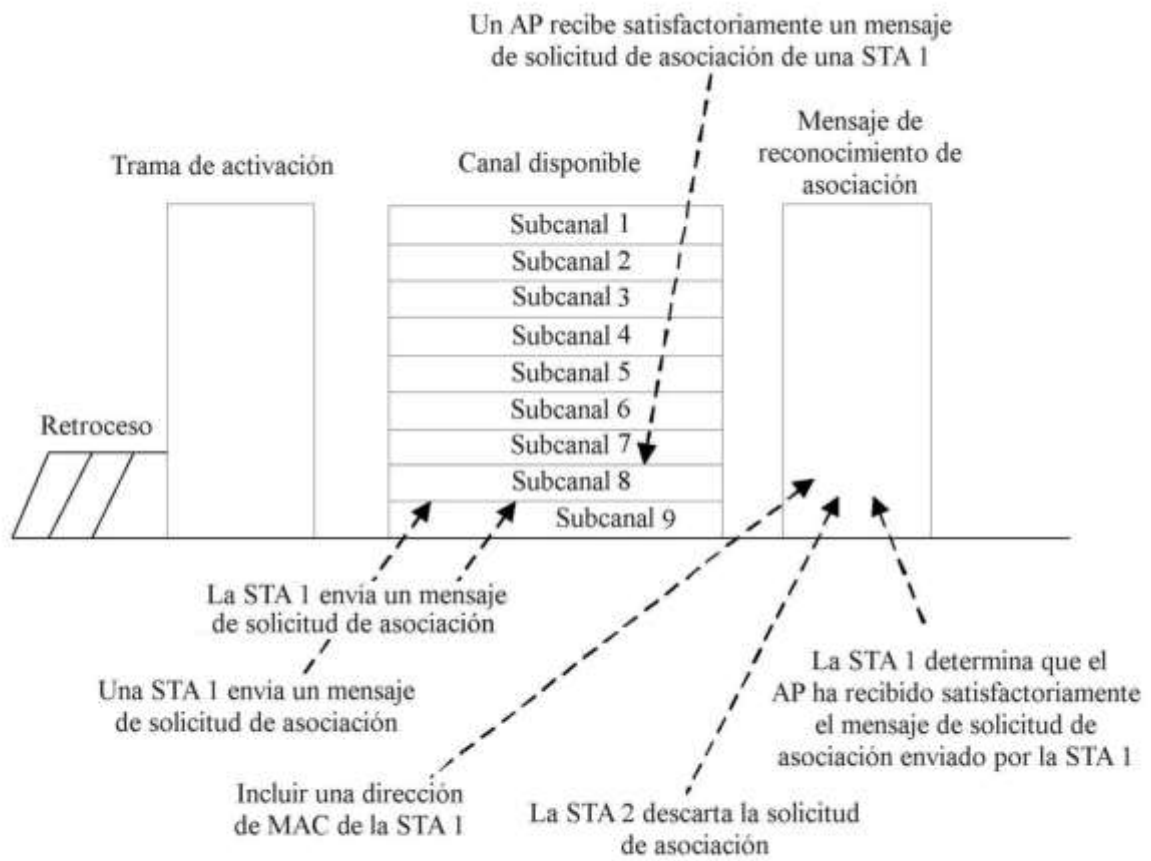 Un AP recibe satisfactoriamente un mensaje
de solicitud de asociación de una STA 1
Trama de activación
Canal disponible
Mensaje de
reconocimiento de
asociación
Subcanal 1
Subcanal 2
Subcanal 3
Subcanal 4
Subcanal 5
Subcanal 6
Subcanal 7
Subcanal 8
Subcanal 9
Retroceso
La STA 1 envia un mensaje
de solicitud de asociación
Una STA 1 envia un mensaje
de solicitud de asociación
Incluir una dirección
de MAC de la STA 1
La STA 2 descarta la solicitud
de asociación
La STA 1 determina que el
AP ha recibido satisfactoriamente
el mensaje de solicitud de
asociación enviado por la STA 1